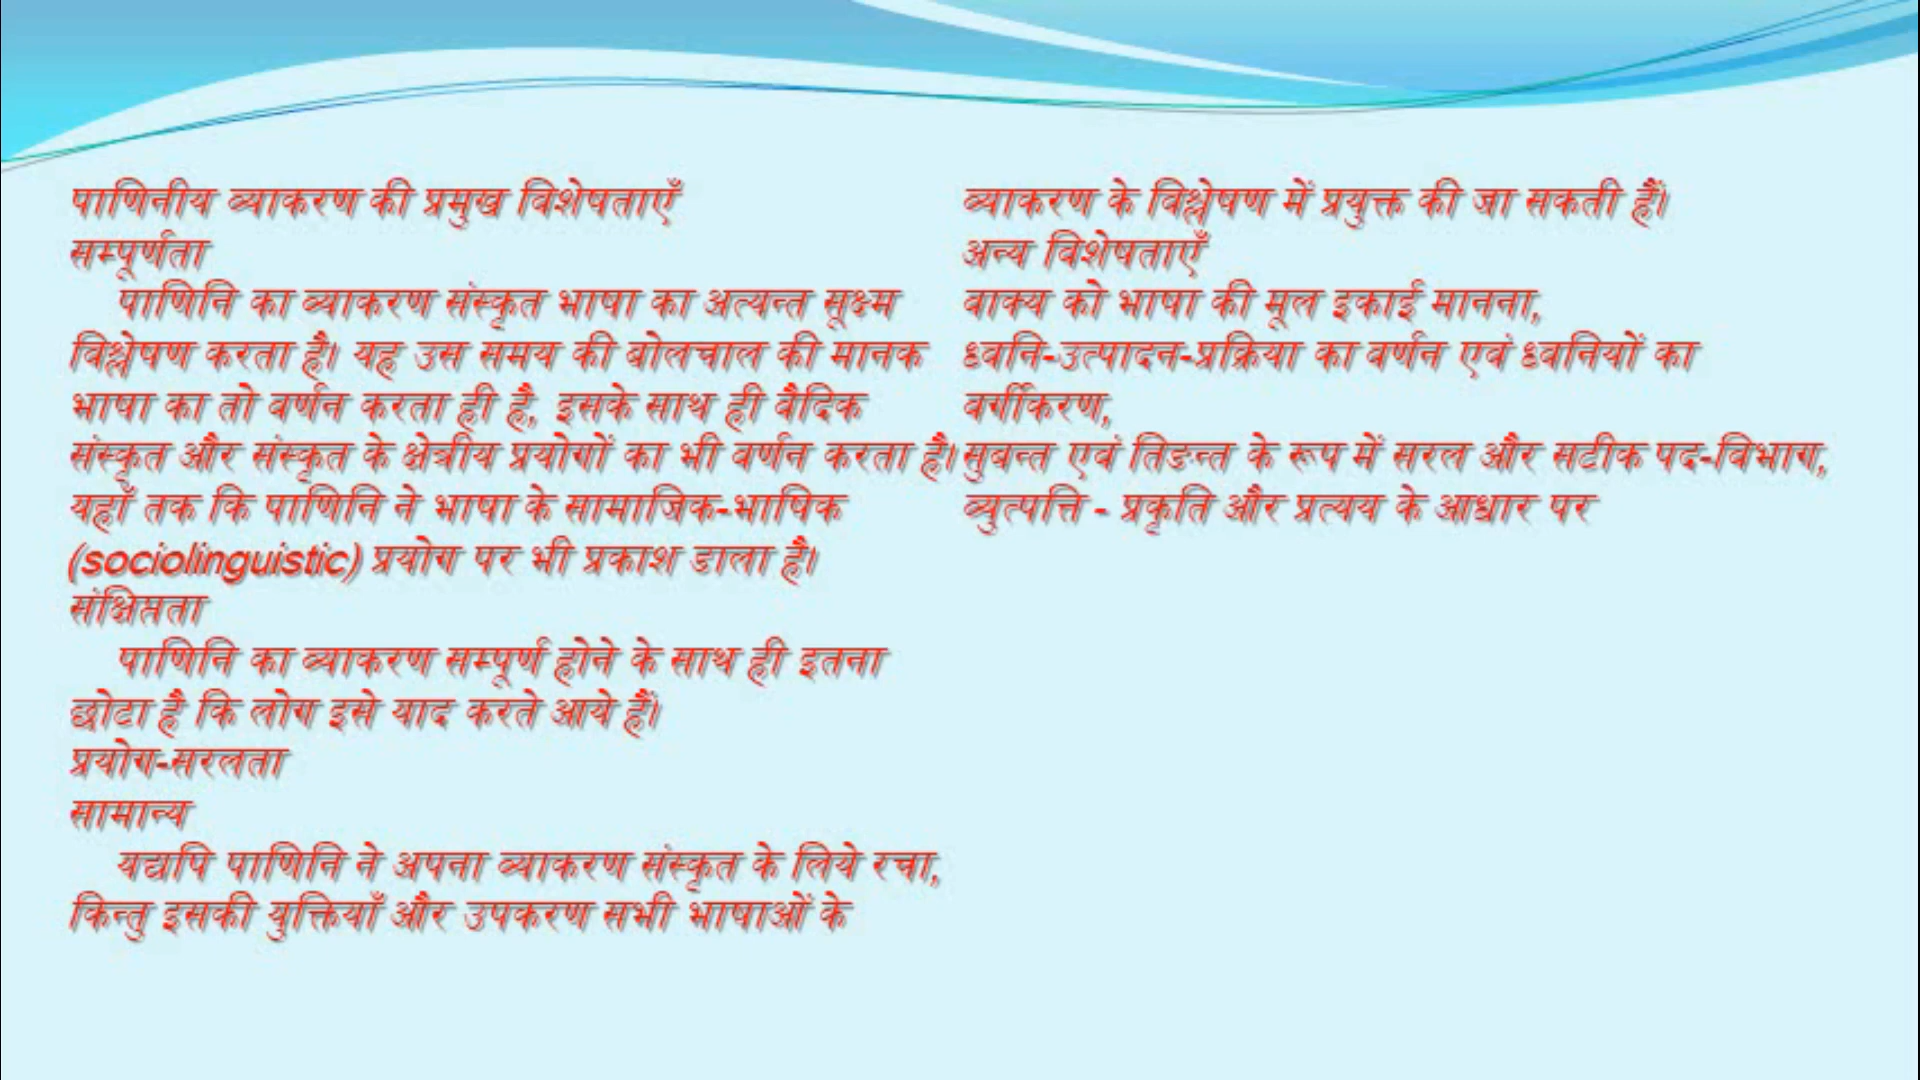 पाणिनीय व्याकरण की प्रमुख विशेषताएँ
सम्पूर्णता
पाणिनि का व्याकरण संस्कृत भाषा का अत्यन्त सूक्ष्म
विश्लेषण करता है। यह उस समय की बोलचाल की मानक
भाषा का तो वर्णन करता ही है, इसके साथ ही वैदिक
संस्कृत और संस्कृत के क्षेत्रीय प्रयोगों का भी वर्णन करता है।
यहाँ तक कि पाणिनि ने भाषा के सामाजिक-भाषिक
(sociolinguistic) प्रयोग पर भी प्रकाश डाला है।
संक्षिप्तता
पाणिनि का व्याकरण सम्पूर्ण होने के साथ ही इतना
छोटा है कि लोग इसे याद करते आये हैं।
प्रयोग-सरलता
सामान्य
यद्यपि पाणिनि ने अपना व्याकरण संस्कृत के लिये रचा,
किन्तु इसकी युक्तियाँ और उपकरण सभी भाषाओं के
व्याकरण के विश्लेषण में प्रयुक्त की जा सकती हैं।
अन्य विशेषताएँ
वाक्य को भाषा की मूल इकाई मानना,
ध्वनि-उत्पादन-प्रक्रिया का वर्णन एवं ध्वनियों का
वर्गीकरण,
सुबन्त एवं तिङन्त के रूप में सरल और सटीक पद-विभाग,
व्युत्पत्ति - प्रकृति और प्रत्यय के आधार पर